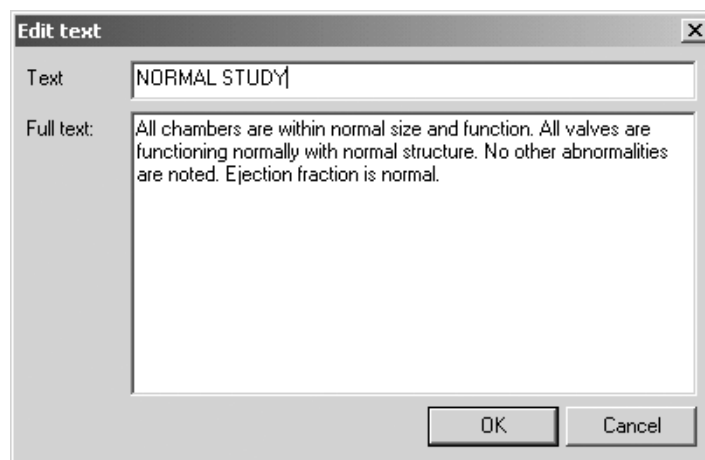 Edit text
Text
NORMAL STUDY
Full text:
All chambers are within normal size and function. All valves are
functioning normally with normal structure. No other abnormalities
are noted. Ejection fraction is normal.
OK
Cancel